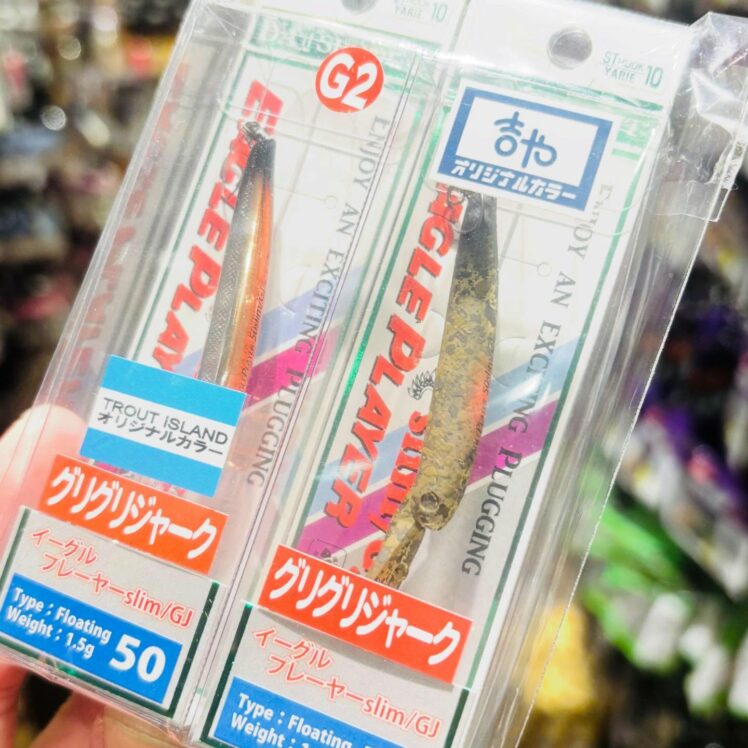 YARIE 10
G2
EAGLE PLAYER
ENJOY AN EXCITING PLUGGING
TROUT ISLAND
オリジナルカラー
グリグリジャーク
イーグル
プレーヤーslim/GJ
Type : Floating
Weight : 1.5g
50
ST HOOK
YARIE 10
吉や
オリジナルカラー
EAGLE PLAYER
ENJOY AN EXCITING PLUGGING
グリグリジャーク
イーグル
プレーヤーslim/GJ
Type : Floating